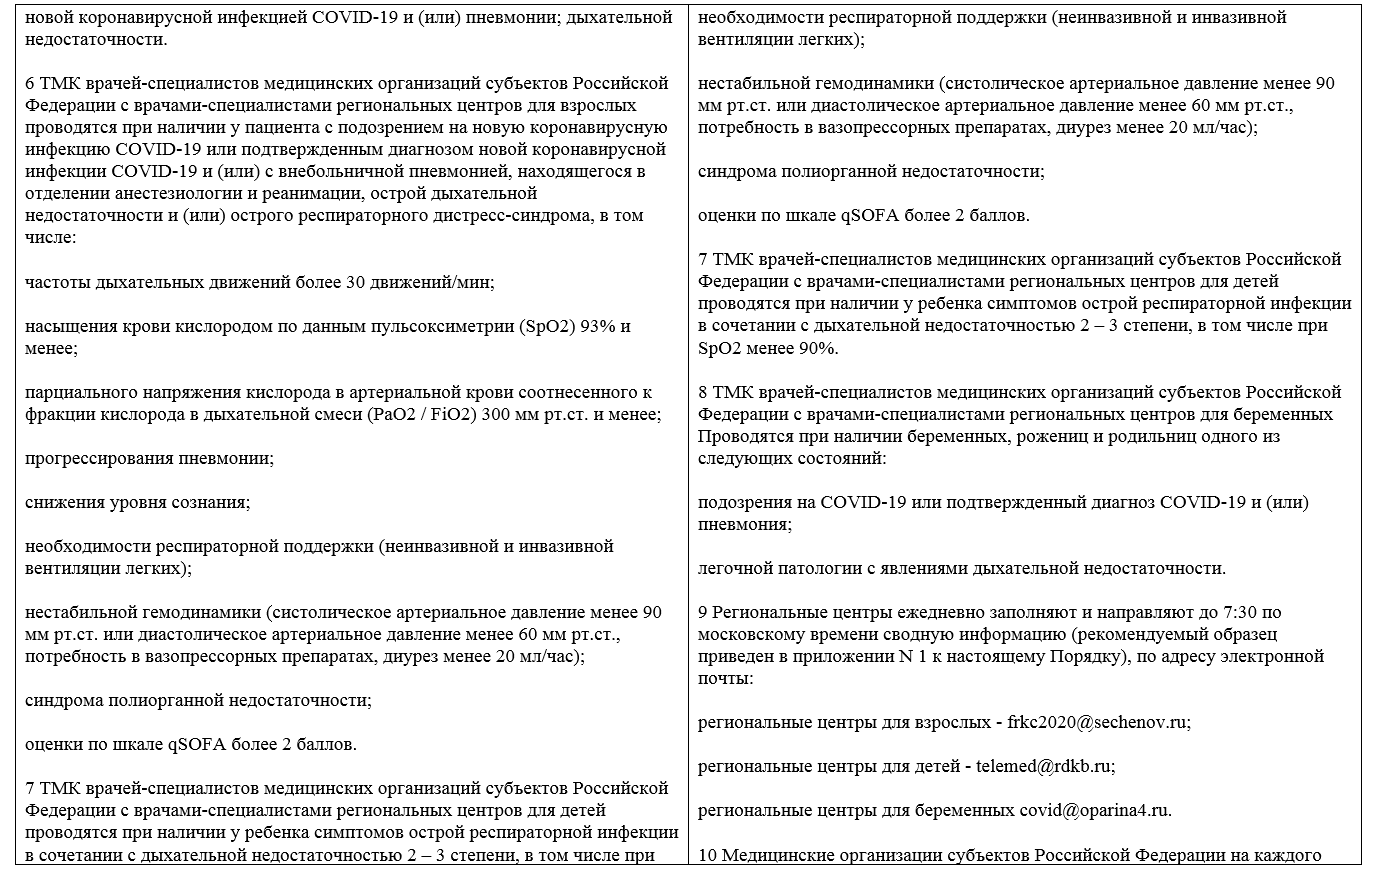 новой коронавирусной инфекцией COVID-19 и (или) пневмонии; дыхательной
недостаточности.
6 ТМК врачей-специалистов медицинских организаций субъектов Российской
Федерации с врачами-специалистами региональных центров для взрослых
проводятся при наличии у пациента с подозрением на новую коронавирусную
инфекцию COVID-19 или подтвержденным диагнозом новой коронавирусной
инфекции COVID-19 и (или) с внебольничной пневмонией, находящегося в
отделении анестезиологии и реанимации, острой дыхательной
недостаточности и (или) острого респираторного дистресс-синдрома, в том
числе:
частоты дыхательных движений более 30 движений/мин;
насыщения крови кислородом по данным пульсоксиметрии (SpO2) 93% и
менее;
парциального напряжения кислорода в артериальной крови соотнесенного к
фракции кислорода в дыхательной смеси (PaO2 / FiO2) 300 мм рт.ст. и менее;
прогрессирования пневмонии;
снижения уровня сознания;
необходимости респираторной поддержки (неинвазивной и инвазивной
вентиляции легких);
нестабильной гемодинамики (систолическое артериальное давление менее 90
мм рт.ст. или диастолическое артериальное давление менее 60 мм рт.ст.,
потребность в вазопрессорных препаратах, диурез менее 20 мл/час);
синдрома полиорганной недостаточности;
оценки по шкале qSOFA более 2 баллов.
7 ТМК врачей-специалистов медицинских организаций субъектов Российской
Федерации с врачами-специалистами региональных центров для детей
проводятся при наличии у ребенка симптомов острой респираторной инфекции
в сочетании с дыхательной недостаточностью 2 – 3 степени, в том числе при
необходимости респираторной поддержки (неинвазивной и инвазивной
вентиляции легких);
нестабильной гемодинамики (систолическое артериальное давление менее 90
мм рт.ст. или диастолическое артериальное давление менее 60 мм рт.ст.,
потребность в вазопрессорных препаратах, диурез менее 20 мл/час);
синдрома полиорганной недостаточности;
оценки по шкале qSOFA более 2 баллов.
7 ТМК врачей-специалистов медицинских организаций субъектов Российской
Федерации с врачами-специалистами региональных центров для детей
проводятся при наличии у ребенка симптомов острой респираторной инфекции
в сочетании с дыхательной недостаточностью 2 – 3 степени, в том числе при
SpO2 менее 90%.
8 ТМК врачей-специалистов медицинских организаций субъектов Российской
Федерации с врачами-специалистами региональных центров для беременных
Проводятся при наличии беременных, рожениц и родильниц одного из
следующих состояний:
подозрения на COVID-19 или подтвержденный диагноз COVID-19 и (или)
пневмония;
легочной патологии с явлениями дыхательной недостаточности.
9 Региональные центры ежедневно заполняют и направляют до 7:30 по
московскому времени сводную информацию (рекомендуемый образец
приведен в приложении N 1 к настоящему Порядку), по адресу электронной
почты:
региональные центры для взрослых - frkc2020@sechenov.ru;
региональные центры для детей - telemed@rdkb.ru;
региональные центры для беременных covid@oparina4.ru.
10 Медицинские организации субъектов Российской Федерации на каждого